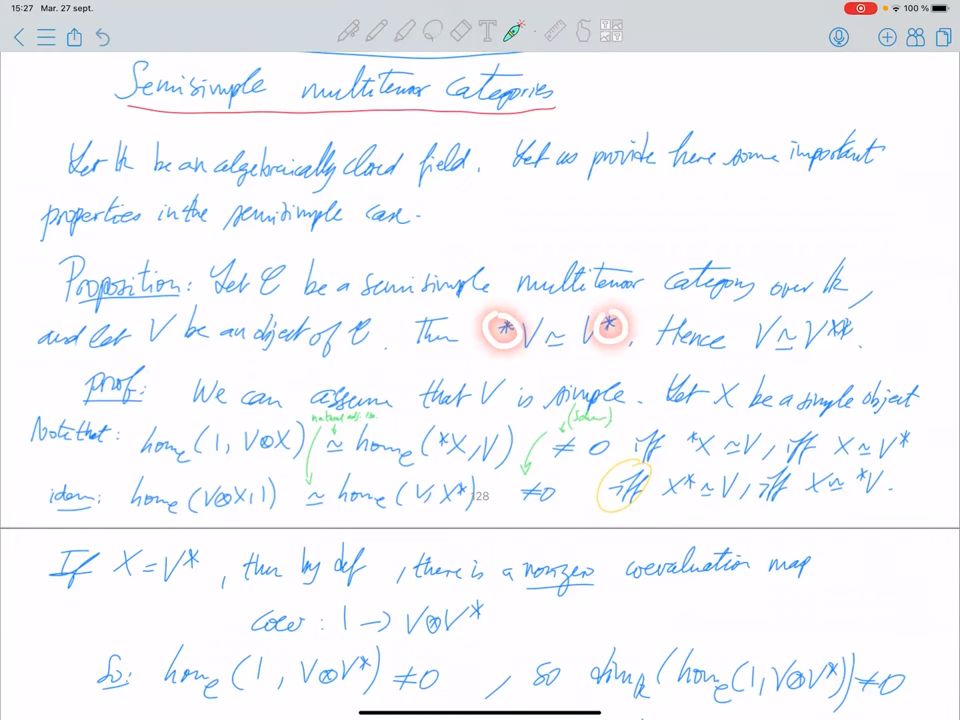 15:27 Mar. 27 sept. 100 %
Semisimple multitensor categories
Let k be an algebraically closed field. Let us provide here some important
properties in the semisimple case.
Proposition: Let C be a semisimple multitensor category over k,
and let V be an object of C. Then *V ≃ V*. Hence V ≃ V**.
proof: We can assume that V is simple. Let X be a simple object
natural adj. iso. (Schur)
Note that: hom_C(1, V⊗X) ≃ hom_C(*X, V) ≠ 0 iff *X ≃ V, iff X ≃ V*
idem: hom_C(V⊗X, 1) ≃ hom_C(V, X*) ≠ 0 iff X* ≃ V, iff X ≃ *V.
128
If X = V*, then by def, there is a nonzero coevaluation map
coev : 1 → V⊗V*
So: hom_C(1, V⊗V*) ≠ 0, so dim_k(hom_C(1, V⊗V*)) ≠ 0